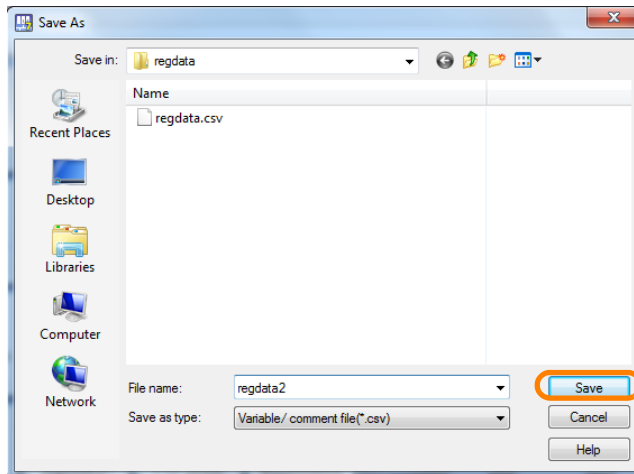 Save As
Save in: regdata
Name
regdata.csv
Recent Places
Desktop
Libraries
Computer
Network
File name: regdata2 Save
Save as type: Variable/ comment file(*.csv) Cancel
Help